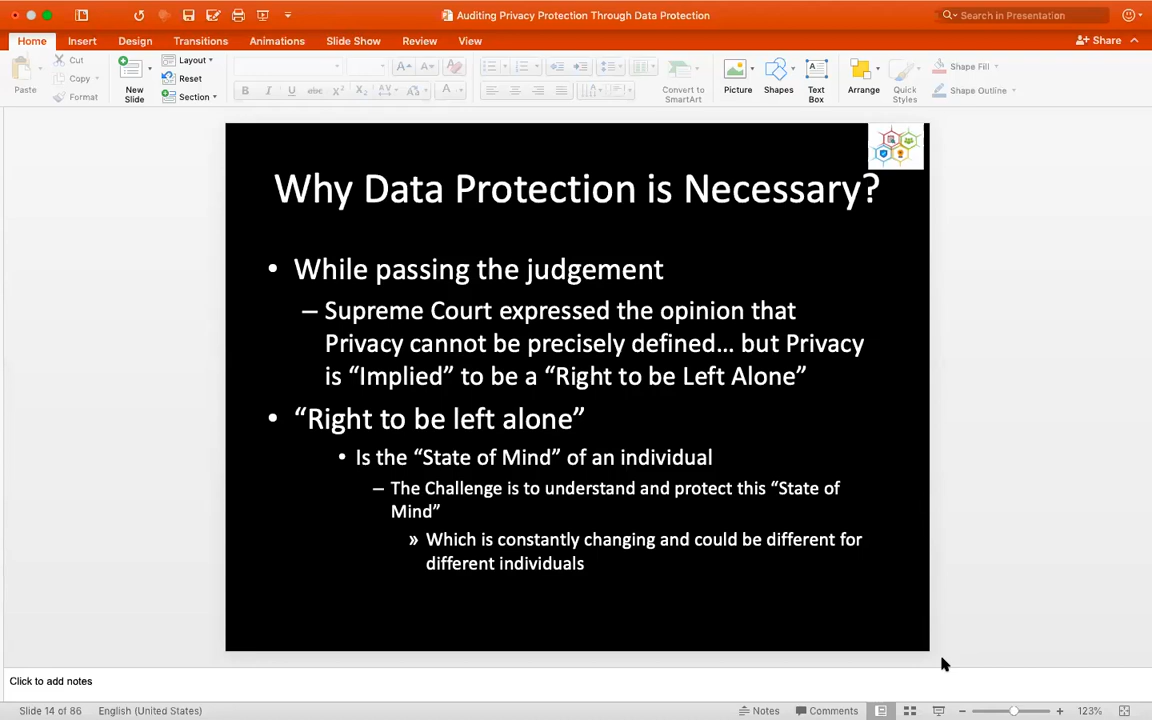 Auditing Privacy Protection Through Data Protection
Search in Presentation
Home Insert Design Transitions Animations Slide Show Review View
Share
Paste
Cut
Copy
Format
New Slide
Layout
Reset
Section
B I U abc X² X₂ AV Aa A
Convert to SmartArt
Picture
Shapes
Text Box
Arrange
Quick Styles
Shape Fill
Shape Outline
Why Data Protection is Necessary?
• While passing the judgement
– Supreme Court expressed the opinion that
Privacy cannot be precisely defined... but Privacy
is “Implied” to be a “Right to be Left Alone”
• “Right to be left alone”
• Is the “State of Mind” of an individual
– The Challenge is to understand and protect this “State of
Mind”
» Which is constantly changing and could be different for
different individuals
Click to add notes
Slide 14 of 86 English (United States)
Notes Comments 123%